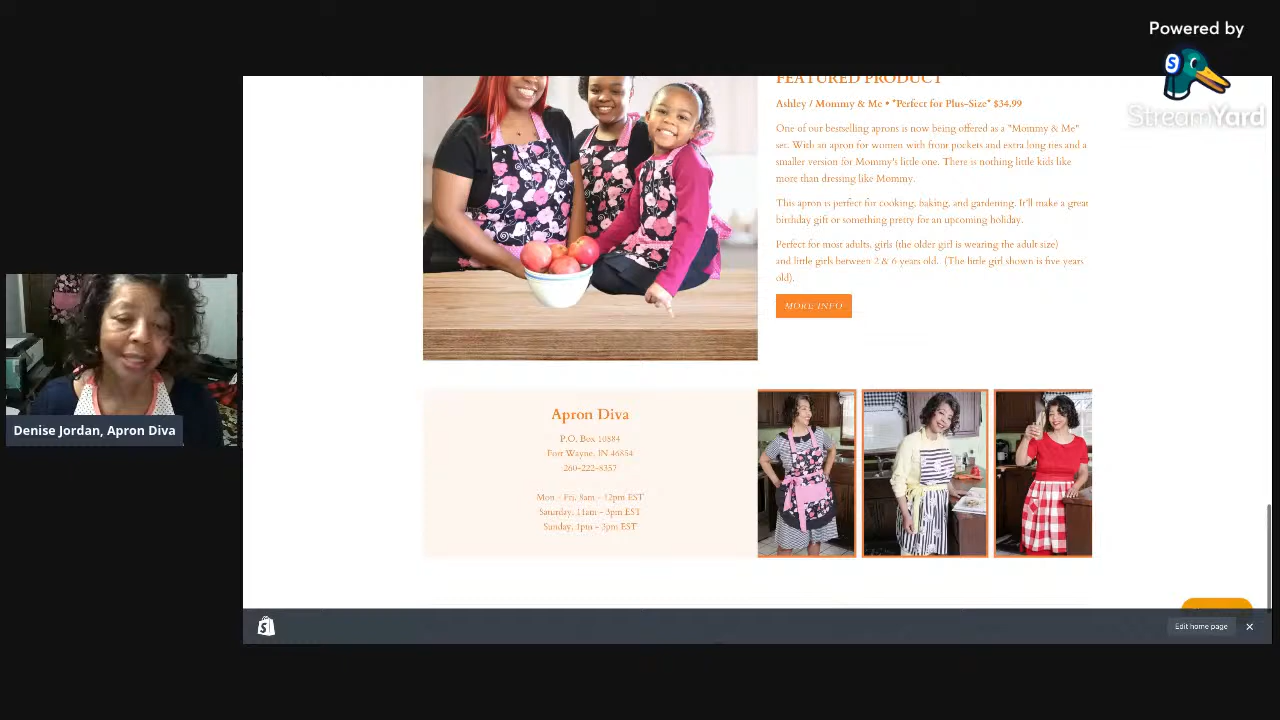 Powered by
S
StreamYard
FEATURED PRODUCT
Ashley / Mommy & Me • *Perfect for Plus-Size* $34.99
One of our bestselling aprons is now being offered as a "Mommy & Me"
set. With an apron for women with front pockets and extra long ties and a
smaller version for Mommy's little one. There is nothing little kids like
more than dressing like Mommy.
This apron is perfect for cooking, baking, and gardening. It'll make a great
birthday gift or something pretty for an upcoming holiday.
Perfect for most adults, girls (the older girl is wearing the adult size)
and little girls between 2 & 6 years old. (The little girl shown is five years
old).
MORE INFO
Denise Jordan, Apron Diva
Apron Diva
P.O. Box 10884
Fort Wayne, IN 46854
260-222-8357
Mon - Fri, 8am - 12pm EST
Saturday, 11am - 3pm EST
Sunday, 1pm - 3pm EST
S
Edit home page